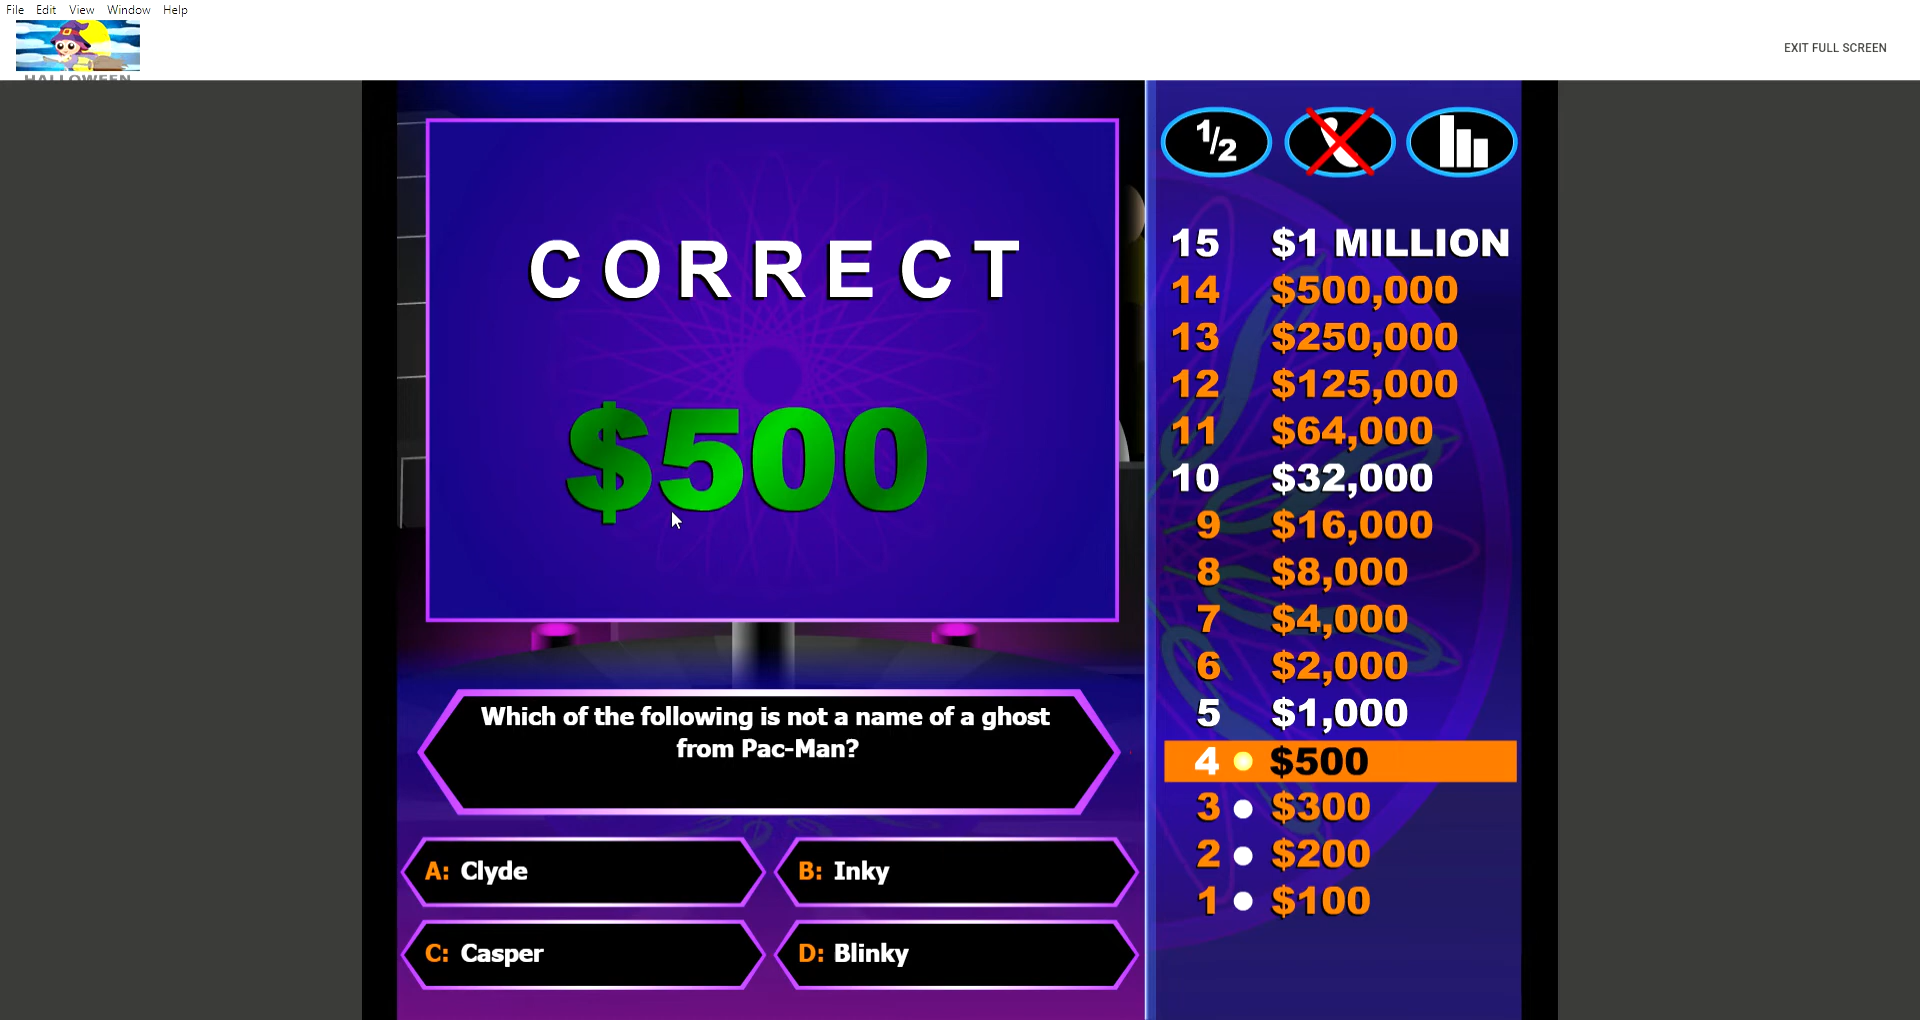 File Edit View Window Help
HALLOWEEN
EXIT FULL SCREEN
CORRECT
$500
1/2
15 $1 MILLION
14 $500,000
13 $250,000
12 $125,000
11 $64,000
10 $32,000
9 $16,000
8 $8,000
7 $4,000
6 $2,000
5 $1,000
4 $500
3 $300
2 $200
1 $100
Which of the following is not a name of a ghost
from Pac-Man?
A: Clyde
B: Inky
C: Casper
D: Blinky